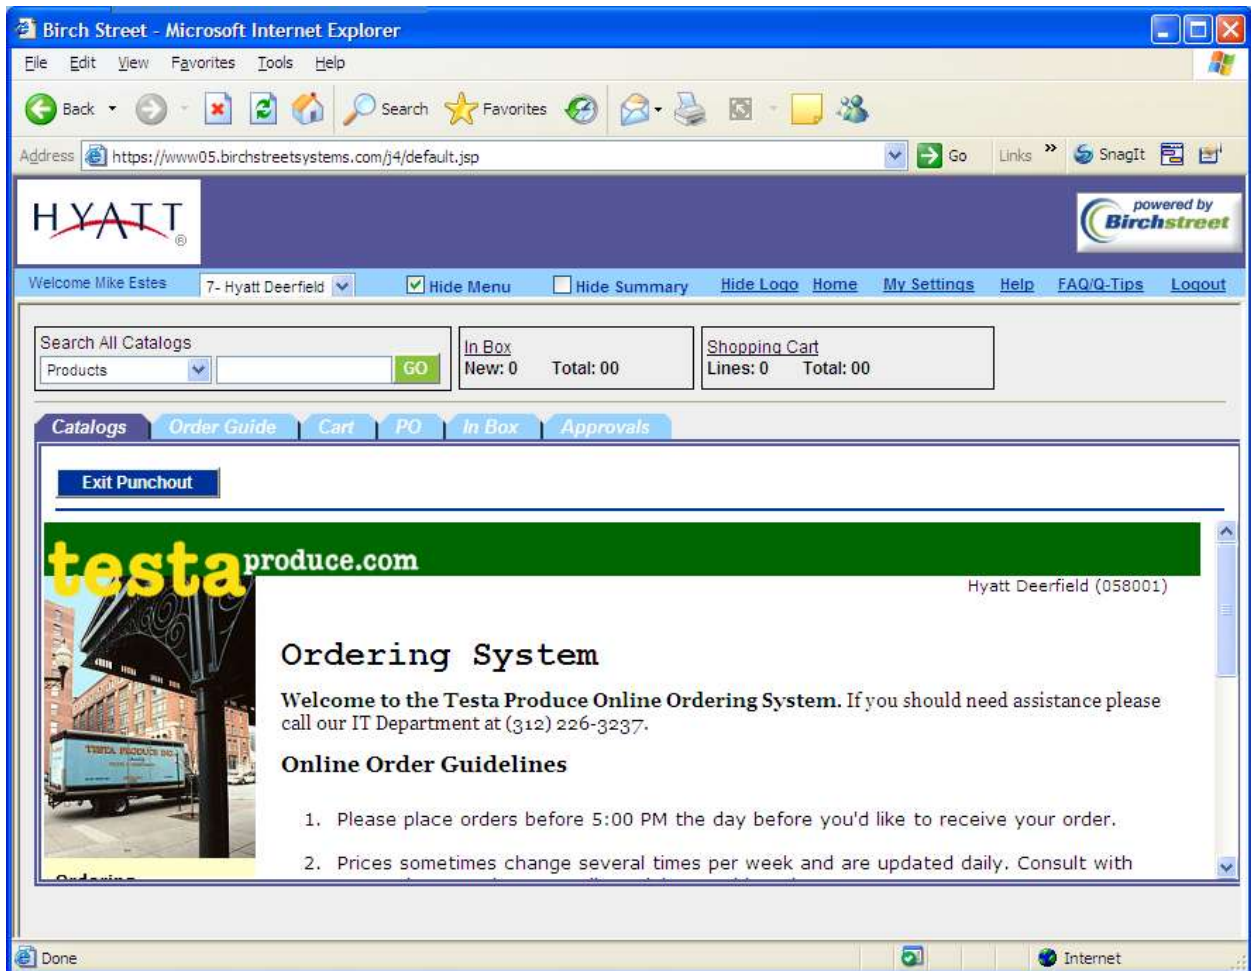 Birch Street - Microsoft Internet Explorer
File Edit View Favorites Tools Help
Back Search Favorites
Address https://www05.birchstreetsystems.com/j4/default.jsp Go Links » SnagIt
HYATT ®
powered by
Birchstreet
Welcome Mike Estes 7- Hyatt Deerfield Hide Menu Hide Summary Hide Logo Home My Settings Help FAQ/Q-Tips Logout
Search All Catalogs
Products GO
In Box
New: 0 Total: 00
Shopping Cart
Lines: 0 Total: 00
Catalogs Order Guide Cart PO In Box Approvals
Exit Punchout
testaproduce.com
Hyatt Deerfield (058001)
TESTA PRODUCE INC.
Ordering System
Welcome to the Testa Produce Online Ordering System. If you should need assistance please
call our IT Department at (312) 226-3237.
Online Order Guidelines
1. Please place orders before 5:00 PM the day before you'd like to receive your order.
2. Prices sometimes change several times per week and are updated daily. Consult with
Ordering
Done Internet